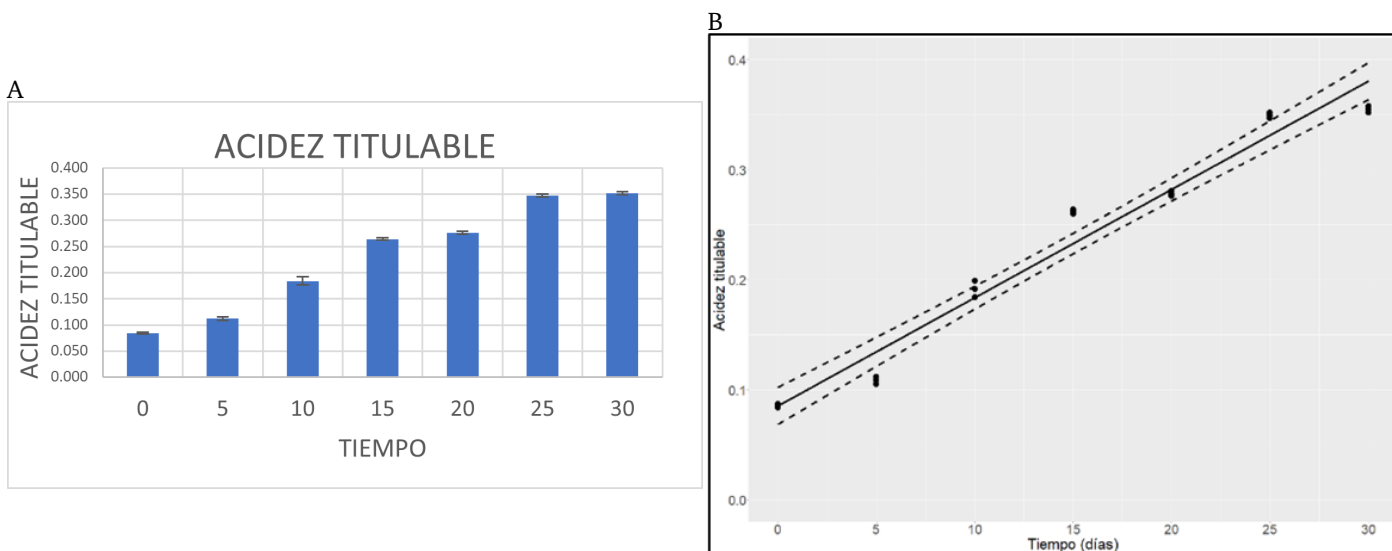 A
ACIDEZ TITULABLE
ACIDEZ TITULABLE
0.400
0.350
0.300
0.250
0.200
0.150
0.100
0.050
0.000
0 5 10 15 20 25 30
TIEMPO
B
Acidez titulable
0.4
0.3
0.2
0.1
0.0
0 5 10 15 20 25 30
Tiempo (días)